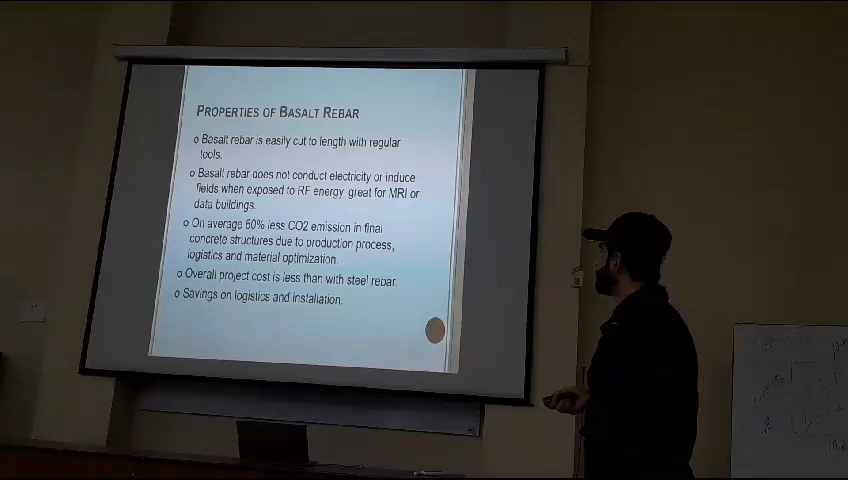 PROPERTIES OF BASALT REBAR
Basalt rebar is easily cut to length with regular
tools.
Basalt rebar does not conduct electricity or induce
fields when exposed to RF energy, great for MRI or
data buildings.
On average 60% less CO2 emission in final
concrete structures due to production process,
logistics and material optimization.
Overall project cost is less than with steel rebar.
Savings on logistics and installation.